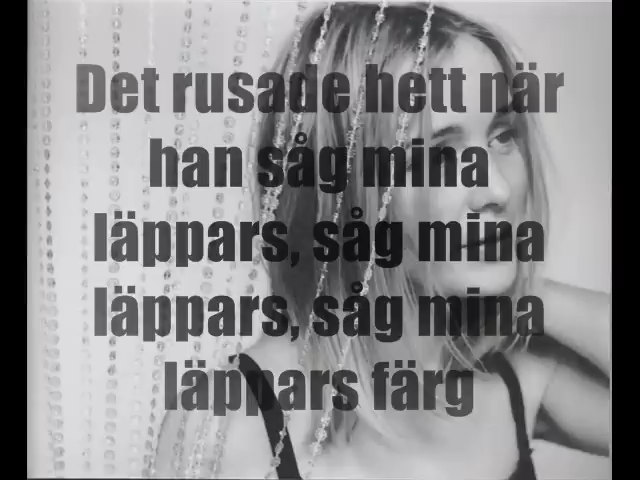 Det rusade hett när
han såg mina
läppars, såg mina
läppars, såg mina
läppars färg